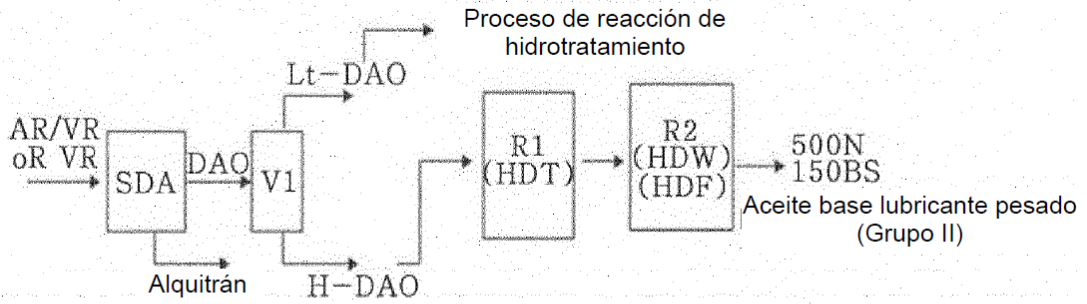 Proceso de reacción de
hidrotratamiento
Lt-DAO
AR/VR
oR VR
SDA
DAO
V1
R1
(HDT)
R2
(HDW)
(HDF)
500N
150BS
Aceite base lubricante pesado
(Grupo II)
Alquitrán
H-DAO